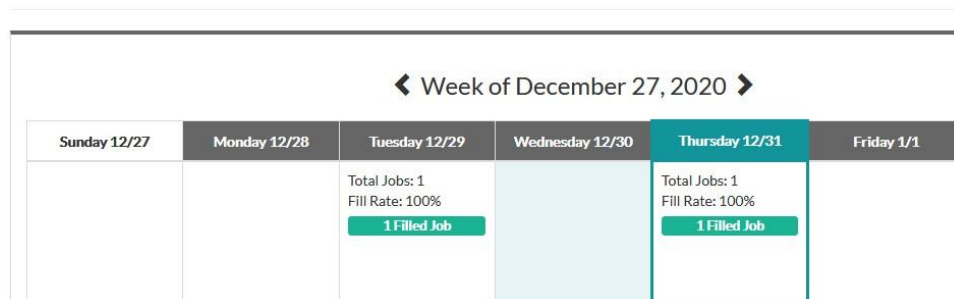 Week of December 27, 2020
Sunday 12/27 Monday 12/28 Tuesday 12/29 Wednesday 12/30 Thursday 12/31 Friday 1/1
Total Jobs: 1 Total Jobs: 1
Fill Rate: 100% Fill Rate: 100%
1 Filled Job 1 Filled Job